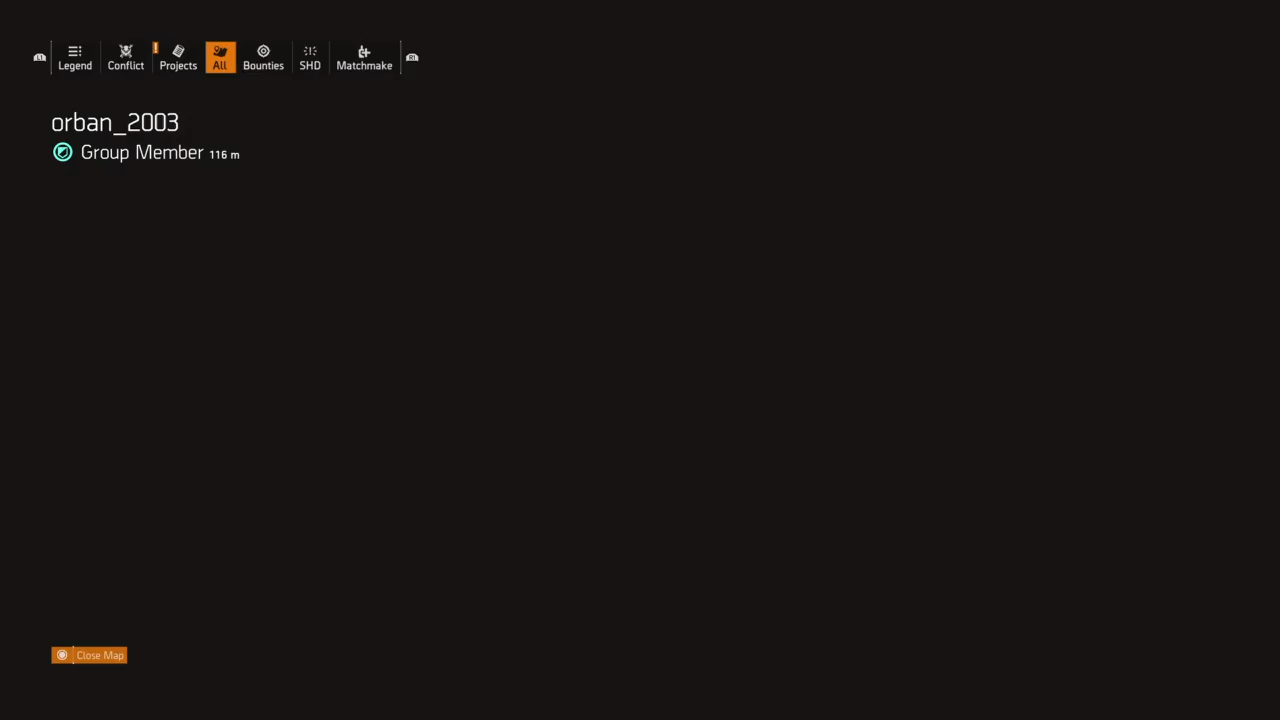 Legend Conflict ! Projects All Bounties SHD Matchmake
orban_2003
Group Member 116 m
Close Map